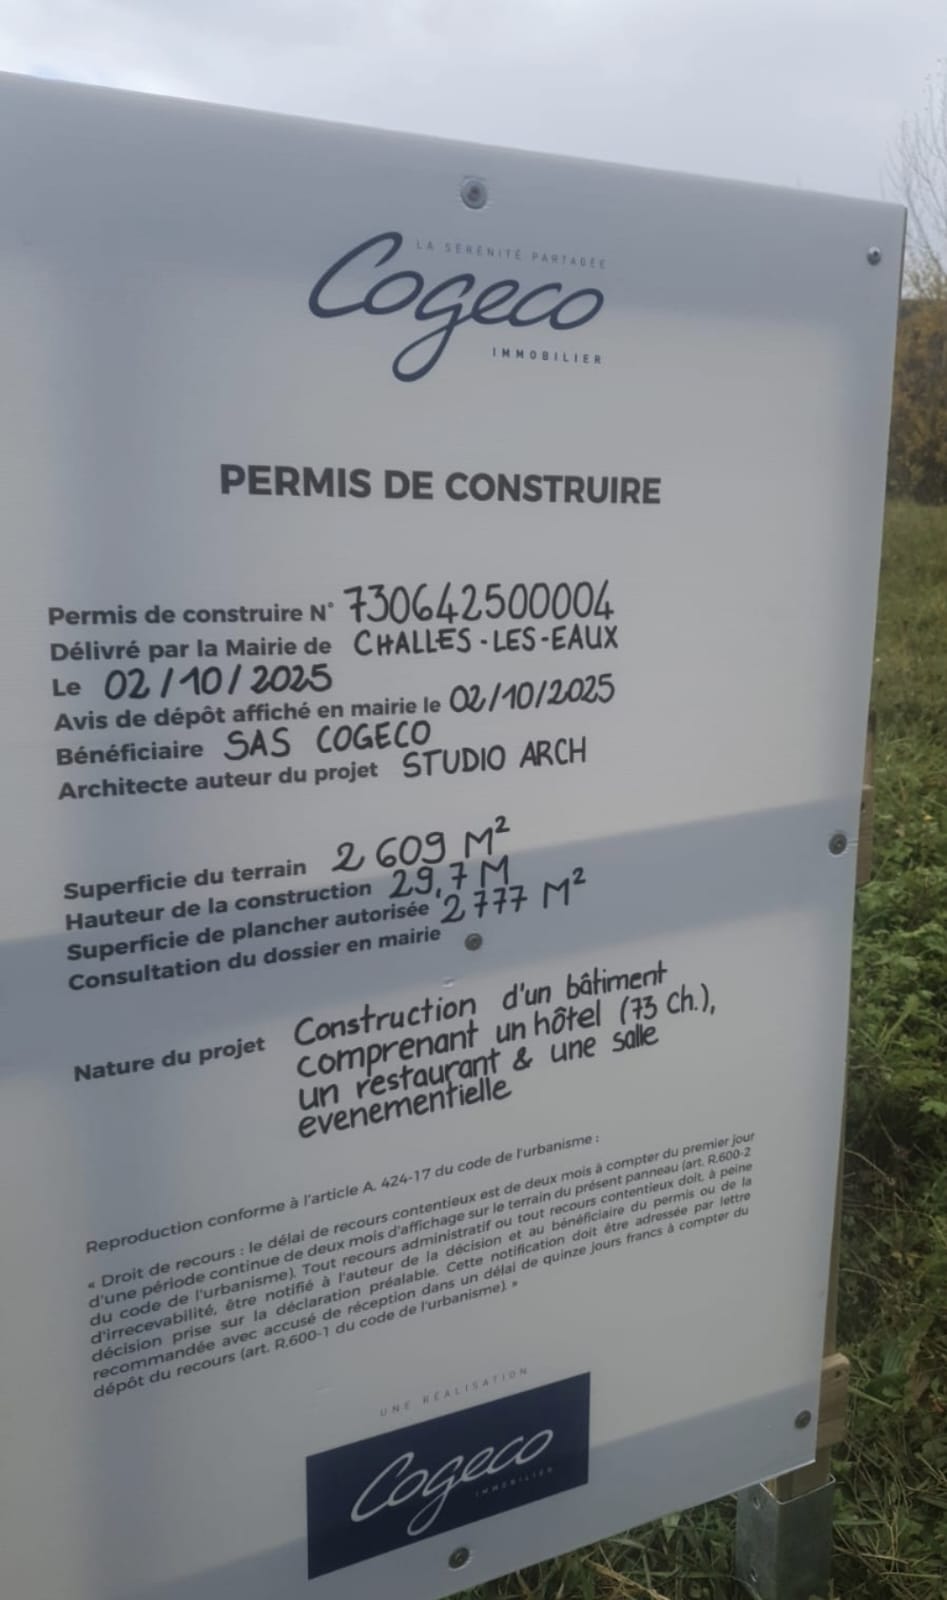 LA SÉRÉNITÉ PARTAGÉE
Cogeco
IMMOBILIER
PERMIS DE CONSTRUIRE
Permis de construire N° 730642500004
Délivré par la Mairie de CHALLES-LES-EAUX
Le 02/10/2025
Avis de dépôt affiché en mairie le 02/10/2025
Bénéficiaire SAS COGECO
Architecte auteur du projet STUDIO ARCH
Superficie du terrain 2 609 M²
Hauteur de la construction 29,7 M
Superficie de plancher autorisée 2 777 M²
Consultation du dossier en mairie
Nature du projet Construction d'un bâtiment
comprenant un hôtel (73 ch.),
un restaurant & une salle
evenementielle
Reproduction conforme à l'article A. 424-17 du code de l'urbanisme :
« Droit de recours : le délai de recours contentieux est de deux mois à compter du premier jour
d'une période continue de deux mois d'affichage sur le terrain du présent panneau (art. R.600-2
du code de l'urbanisme). Tout recours administratif ou tout recours contentieux doit, à peine
d'irrecevabilité, être notifié à l'auteur de la décision et au bénéficiaire du permis ou de la
décision prise sur la déclaration préalable. Cette notification doit être adressée par lettre
recommandée avec accusé de réception dans un délai de quinze jours francs à compter du
dépôt du recours (art. R.600-1 du code de l'urbanisme). »
UNE RÉALISATION
Cogeco
IMMOBILIER